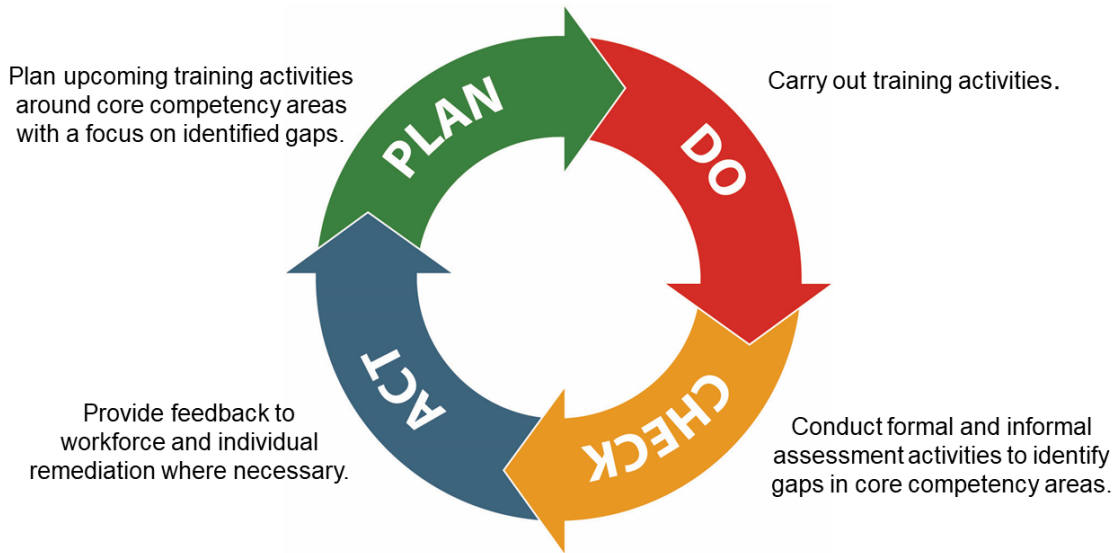 Plan upcoming training activities
around core competency areas
with a focus on identified gaps.
PLAN
DO
Carry out training activities.
CHECK
Conduct formal and informal
assessment activities to identify
gaps in core competency areas.
ACT
Provide feedback to
workforce and individual
remediation where necessary.